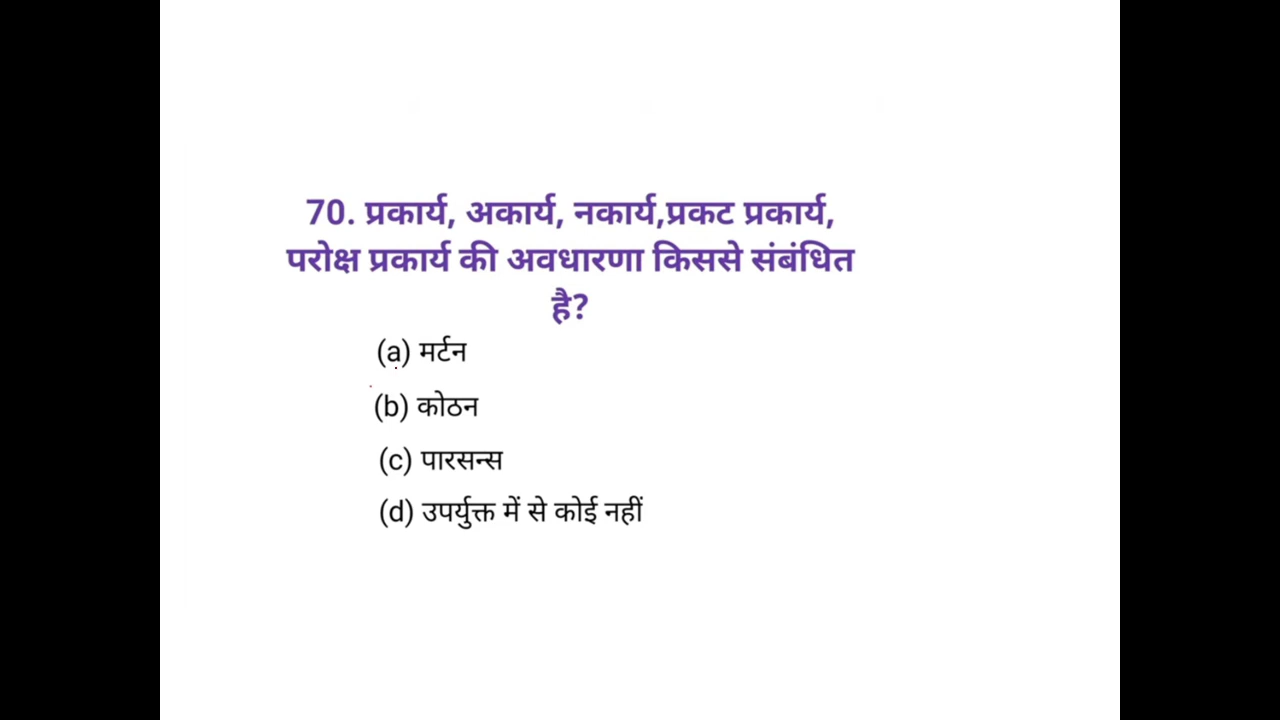 70. प्रकार्य, अकार्य, नकार्य,प्रकट प्रकार्य,
परोक्ष प्रकार्य की अवधारणा किससे संबंधित
है?
(a) मर्टन
(b) कोठन
(c) पारसन्स
(d) उपर्युक्त में से कोई नहीं